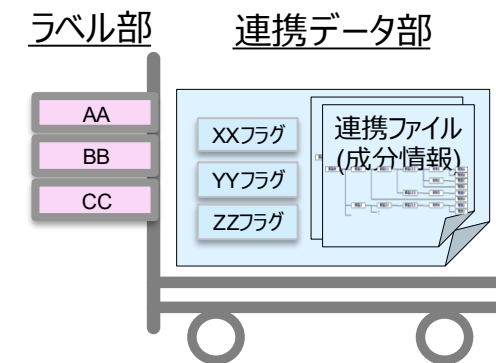 ラベル部
連携データ部
AA
BB
CC
XXフラグ
YYフラグ
ZZフラグ
連携ファイル
(成分情報)